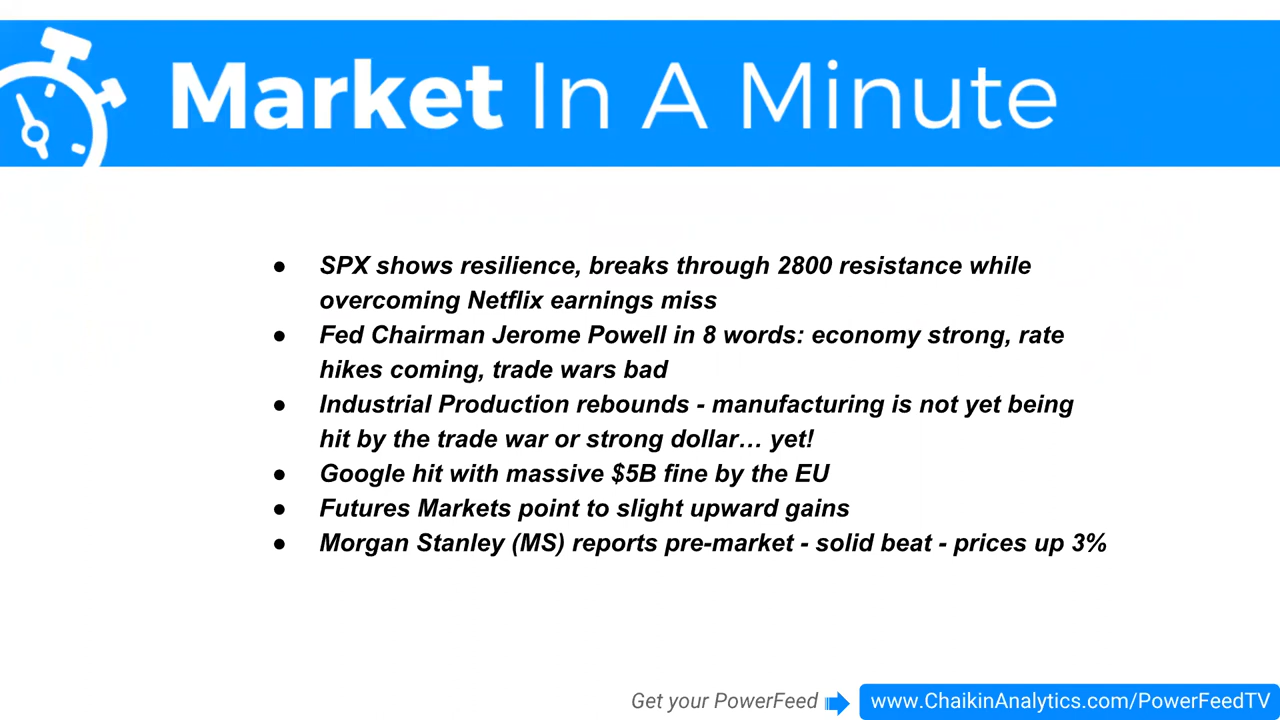 Market In A Minute
● SPX shows resilience, breaks through 2800 resistance while
overcoming Netflix earnings miss
● Fed Chairman Jerome Powell in 8 words: economy strong, rate
hikes coming, trade wars bad
● Industrial Production rebounds - manufacturing is not yet being
hit by the trade war or strong dollar… yet!
● Google hit with massive $5B fine by the EU
● Futures Markets point to slight upward gains
● Morgan Stanley (MS) reports pre-market - solid beat - prices up 3%
Get your PowerFeed www.ChaikinAnalytics.com/PowerFeedTV